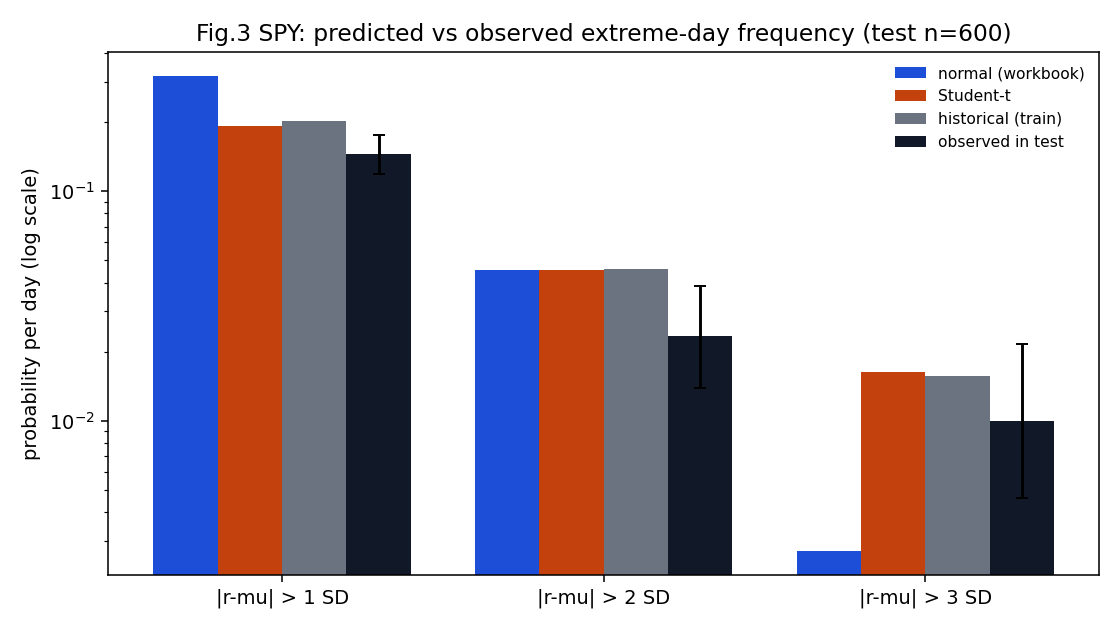 Fig.3 SPY: predicted vs observed extreme-day frequency (test n=600)
normal (workbook)
Student-t
historical (train)
observed in test
probability per day (log scale)
10⁻¹
10⁻²
|r-mu| > 1 SD
|r-mu| > 2 SD
|r-mu| > 3 SD